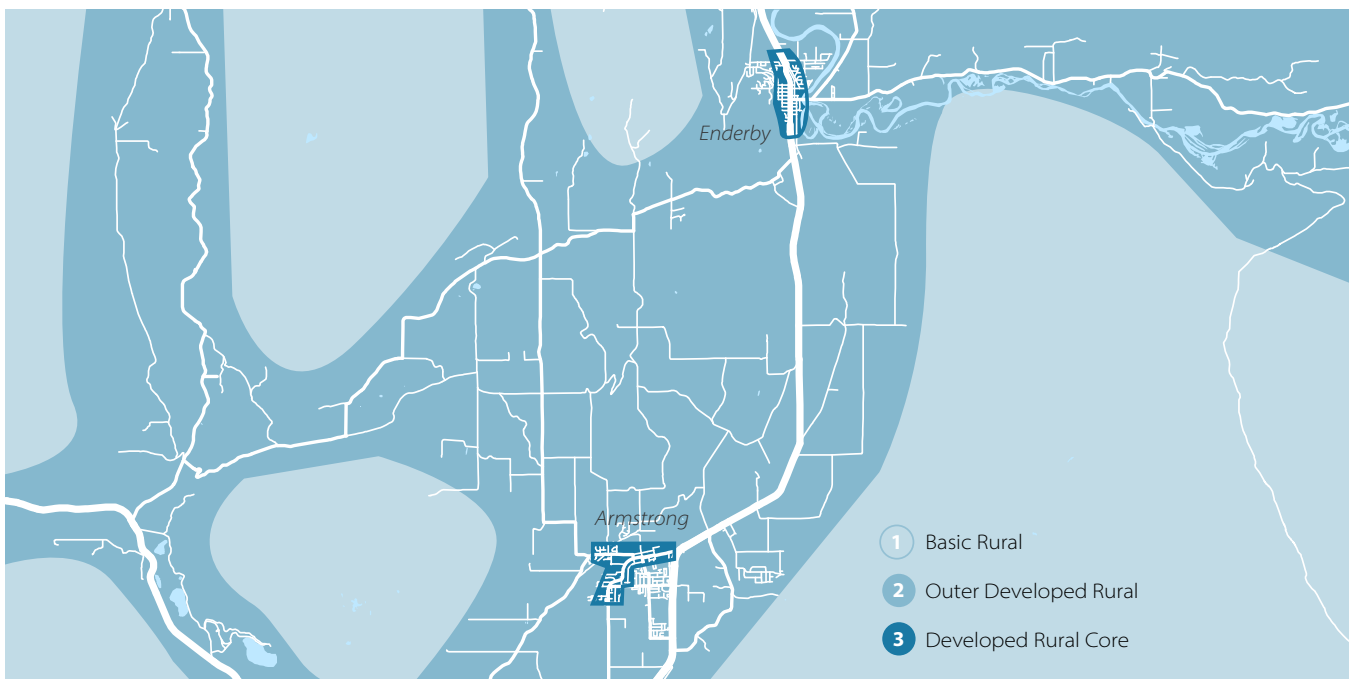 Enderby
Armstrong
1 Basic Rural
2 Outer Developed Rural
3 Developed Rural Core